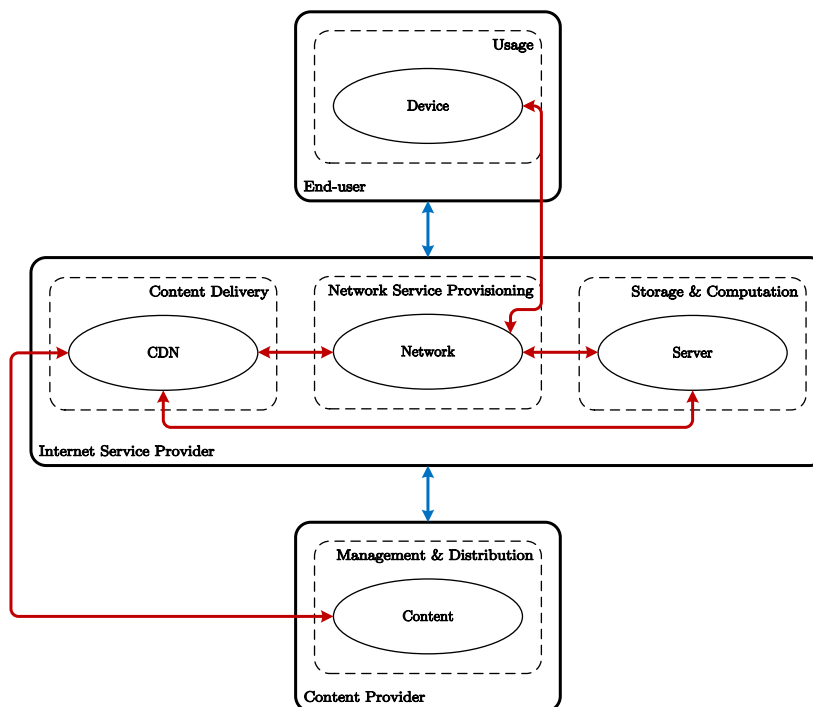 Usage
Device
End-user
Content Delivery
Network Service Provisioning
Storage & Computation
CDN
Network
Server
Internet Service Provider
Management & Distribution
Content
Content Provider